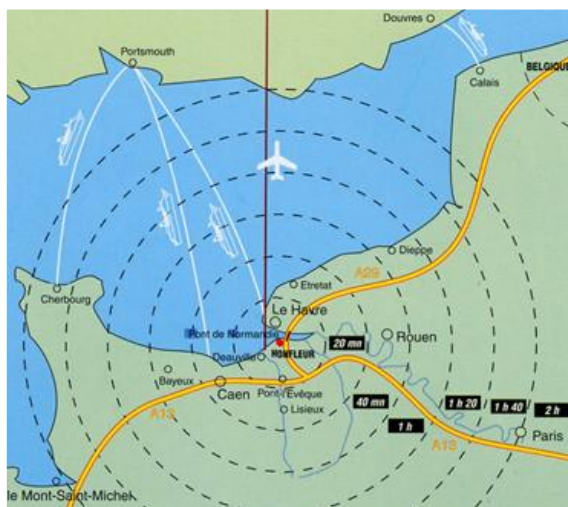 Douvres
Portsmouth
Calais
BELGIQUE
Dieppe
Etretat
A29
Cherbourg
Le Havre
Pont de Normandie
Rouen
20 mn
HONFLEUR
Deauville
Bayeux
Pont-l'Evêque
Caen
Lisieux
40 mn
1 h 20
1 h 40
2 h
A13
1 h
Paris
A13
le Mont-Saint-Michel